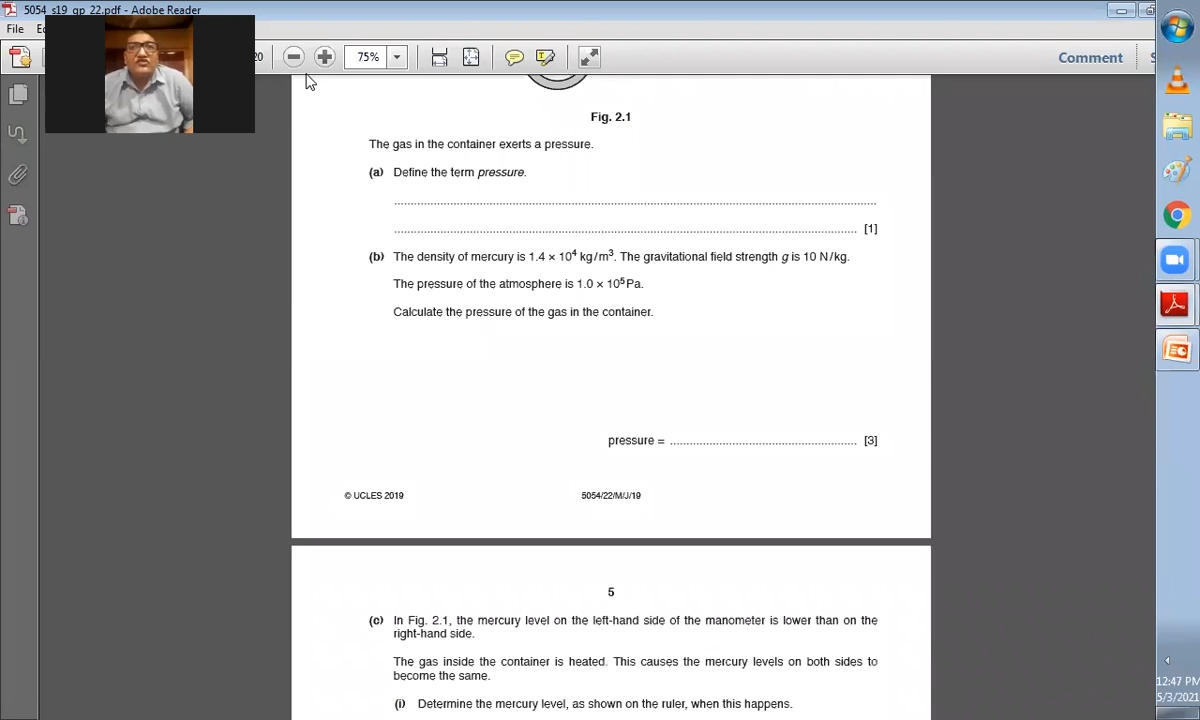 5054_s19_qp_22.pdf - Adobe Reader
File
20
75%
Comment
Fig. 2.1
The gas in the container exerts a pressure.
(a) Define the term pressure.
.................................................................................................................................................
........................................................................................................................................... [1]
(b) The density of mercury is 1.4 × 10⁴ kg/m³. The gravitational field strength g is 10 N/kg.
The pressure of the atmosphere is 1.0 × 10⁵ Pa.
Calculate the pressure of the gas in the container.
pressure = ........................................................ [3]
© UCLES 2019
5054/22/M/J/19
5
(c) In Fig. 2.1, the mercury level on the left-hand side of the manometer is lower than on the
right-hand side.
The gas inside the container is heated. This causes the mercury levels on both sides to
become the same.
(i) Determine the mercury level, as shown on the ruler, when this happens.
12:47 PM
5/3/2021